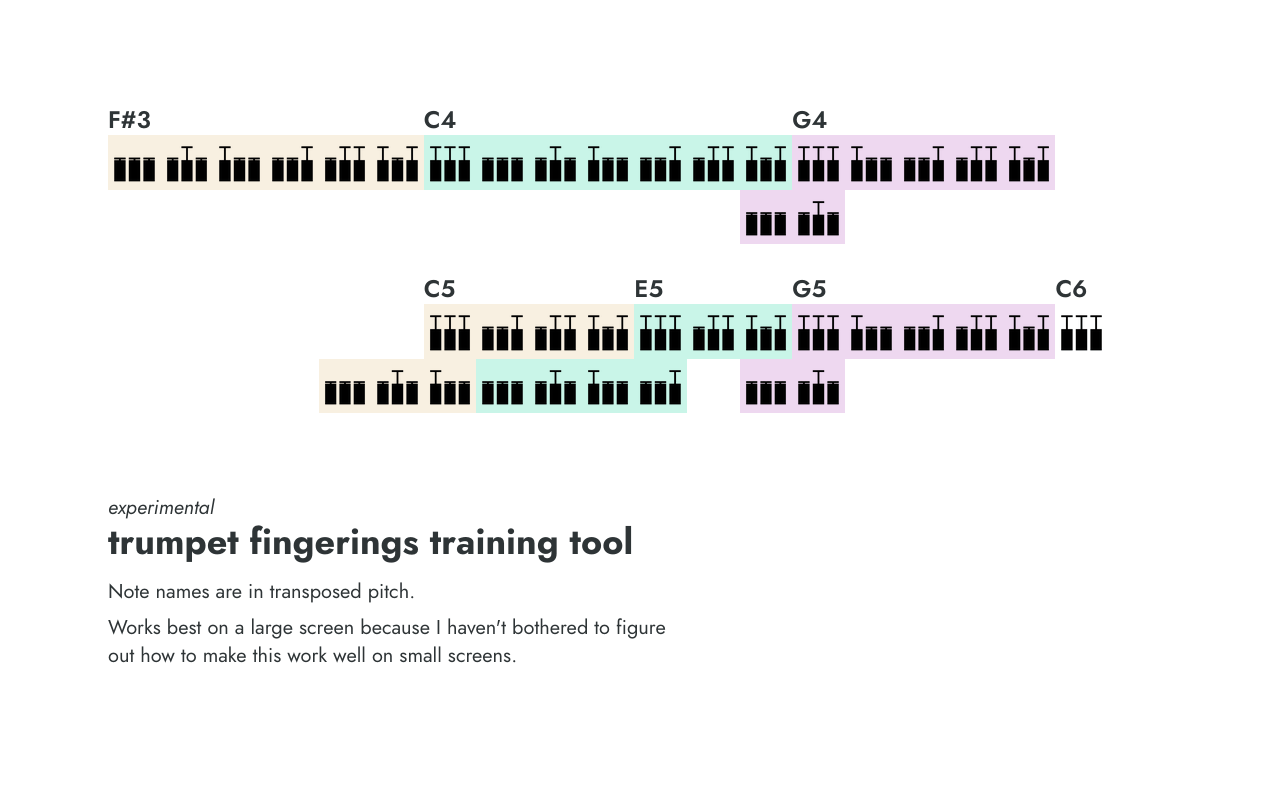 F#3 C4 G4
C5 E5 G5 C6
experimental
trumpet fingerings training tool
Note names are in transposed pitch.
Works best on a large screen because I haven't bothered to figure
out how to make this work well on small screens.